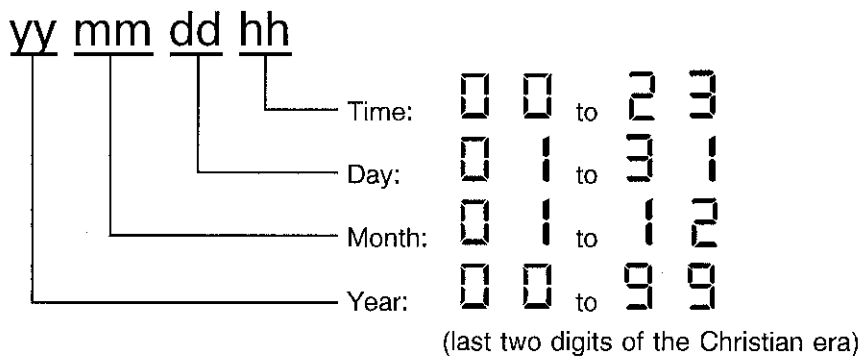 yy mm dd hh
Time: 00 to 23
Day: 01 to 31
Month: 01 to 12
Year: 00 to 99
(last two digits of the Christian era)